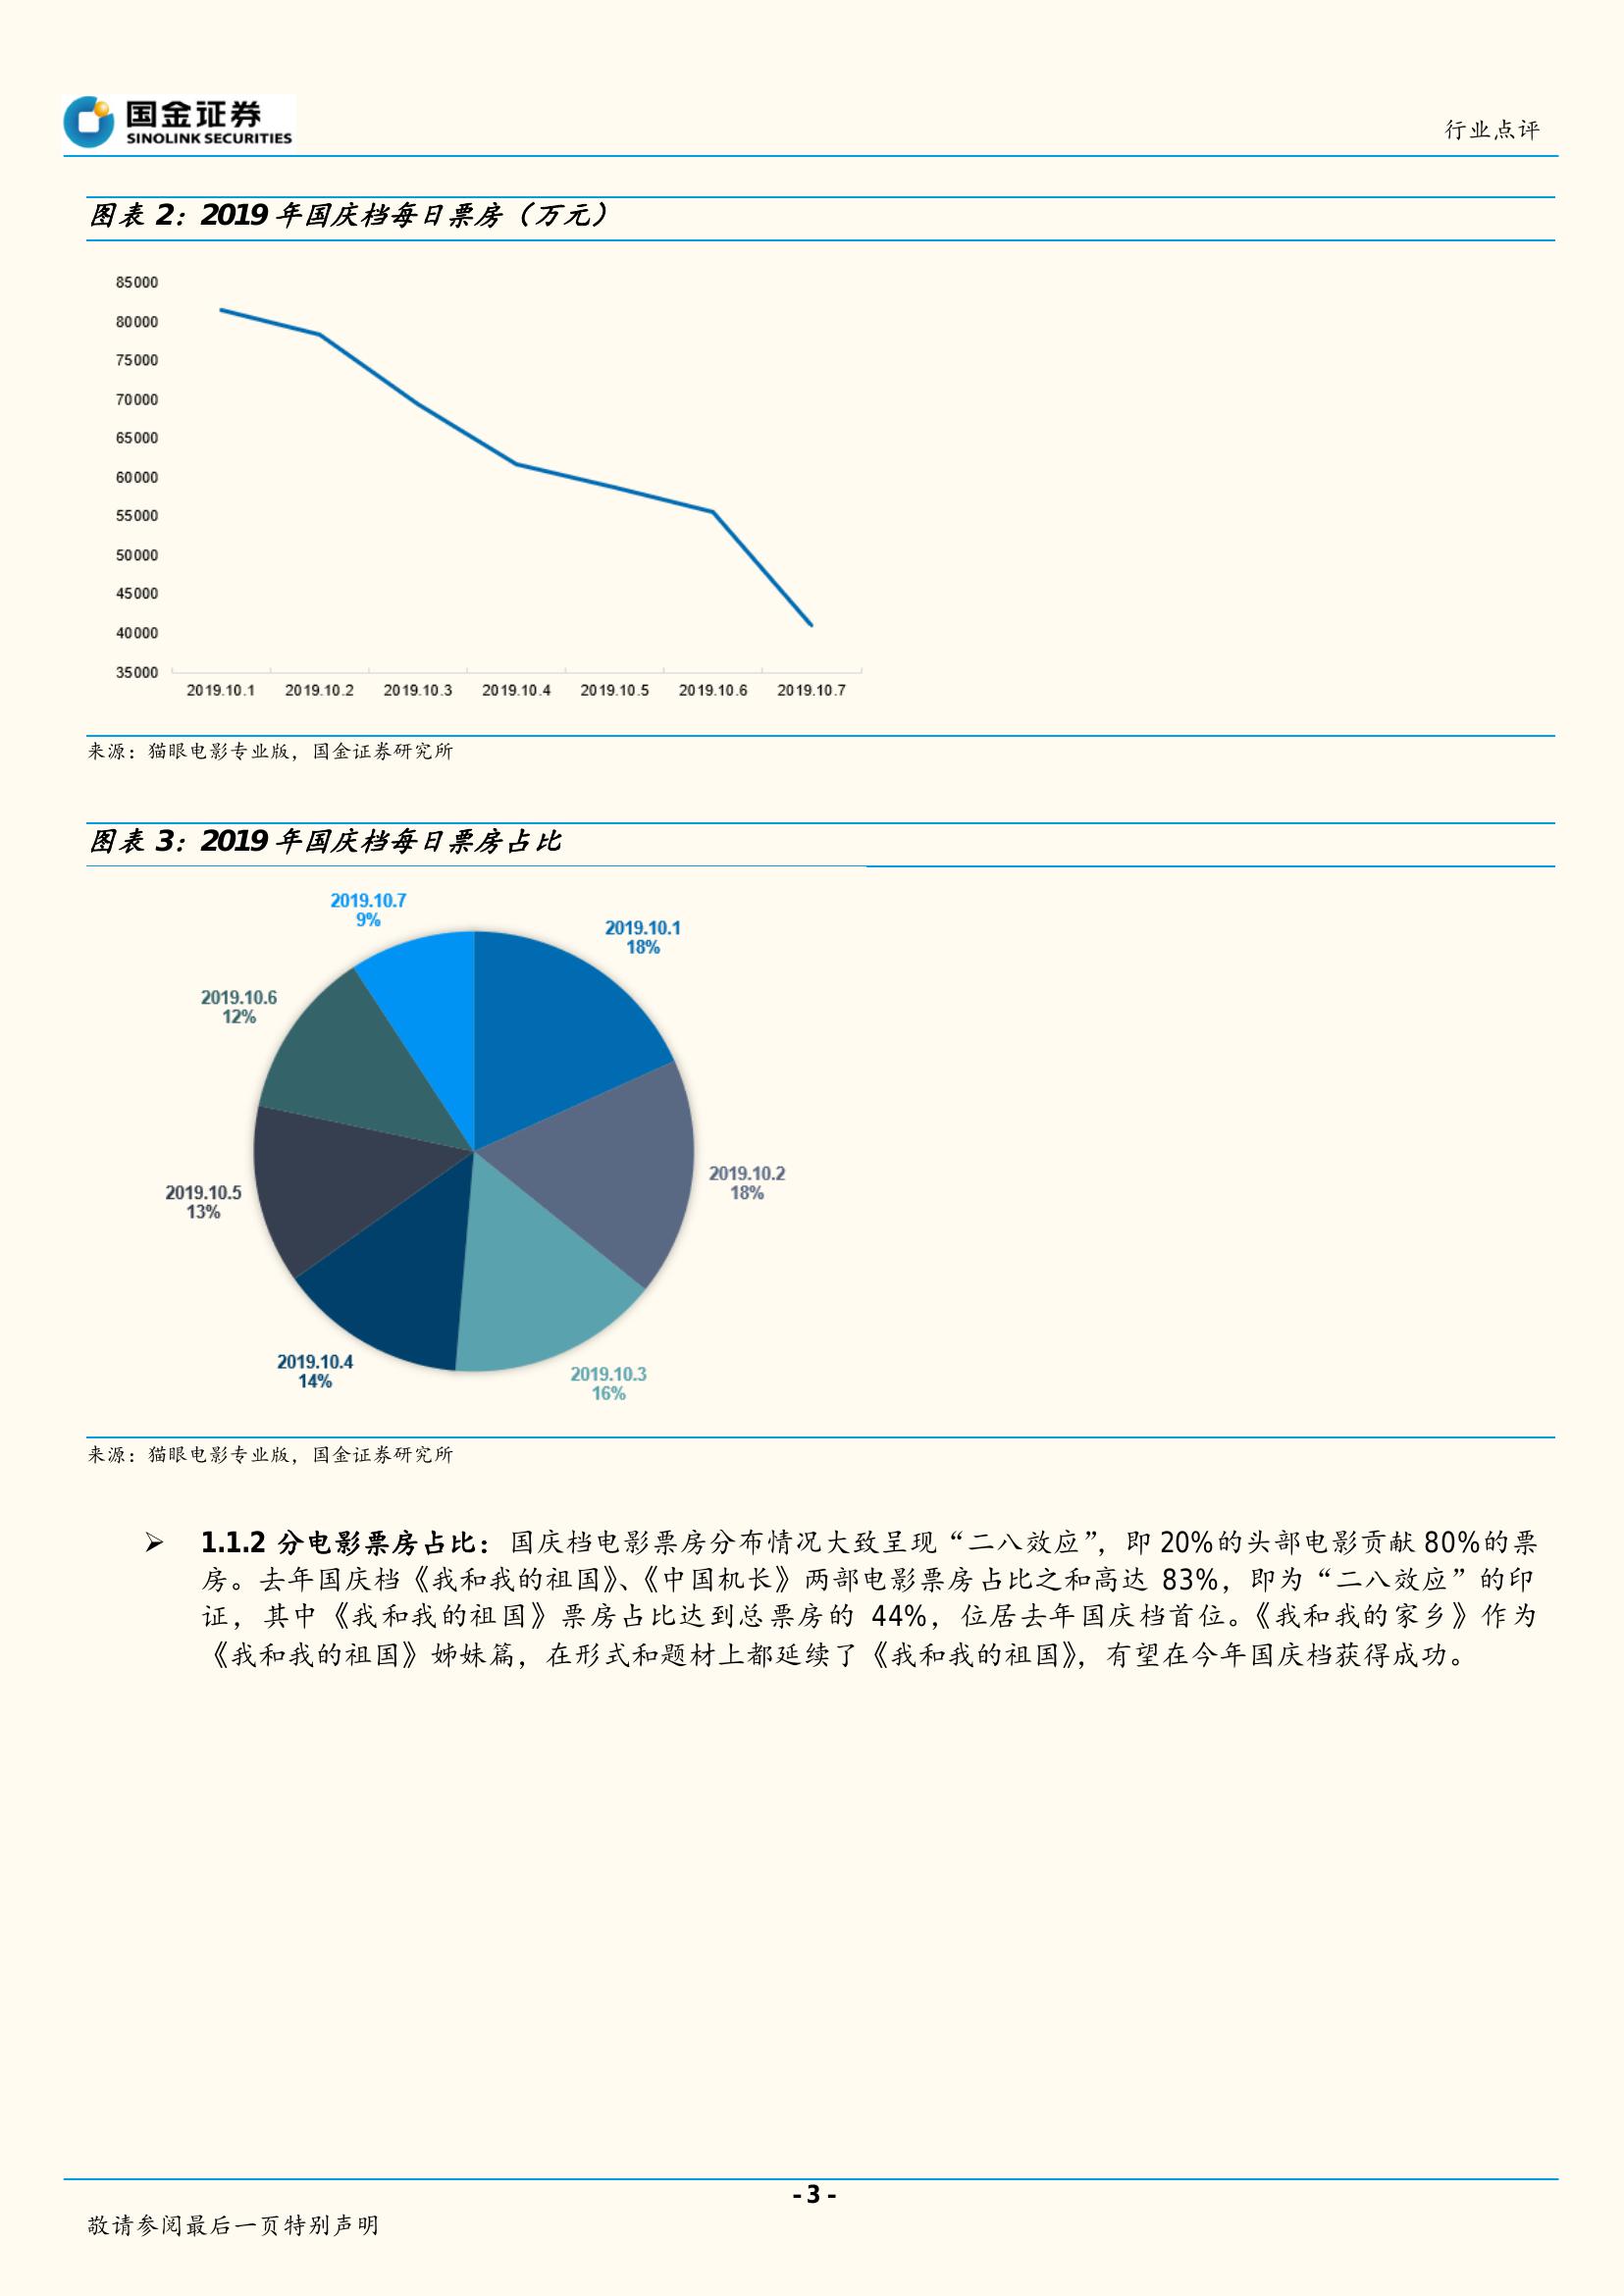 国金证券
SINOLINK SECURITIES
行业点评
图表 2：2019 年国庆档每日票房（万元）
85000
80000
75000
70000
65000
60000
55000
50000
45000
40000
35000
2019.10.1 2019.10.2 2019.10.3 2019.10.4 2019.10.5 2019.10.6 2019.10.7
来源：猫眼电影专业版，国金证券研究所
图表 3：2019 年国庆档每日票房占比
2019.10.7
9%
2019.10.1
18%
2019.10.6
12%
2019.10.2
18%
2019.10.5
13%
2019.10.4
14%
2019.10.3
16%
来源：猫眼电影专业版，国金证券研究所
➢ 1.1.2 分电影票房占比：国庆档电影票房分布情况大致呈现“二八效应”，即 20%的头部电影贡献 80%的票
房。去年国庆档《我和我的祖国》、《中国机长》两部电影票房占比之和高达 83%，即为“二八效应”的印
证，其中《我和我的祖国》票房占比达到总票房的 44%，位居去年国庆档首位。《我和我的家乡》作为
《我和我的祖国》姊妹篇，在形式和题材上都延续了《我和我的祖国》，有望在今年国庆档获得成功。
- 3 -
敬请参阅最后一页特别声明